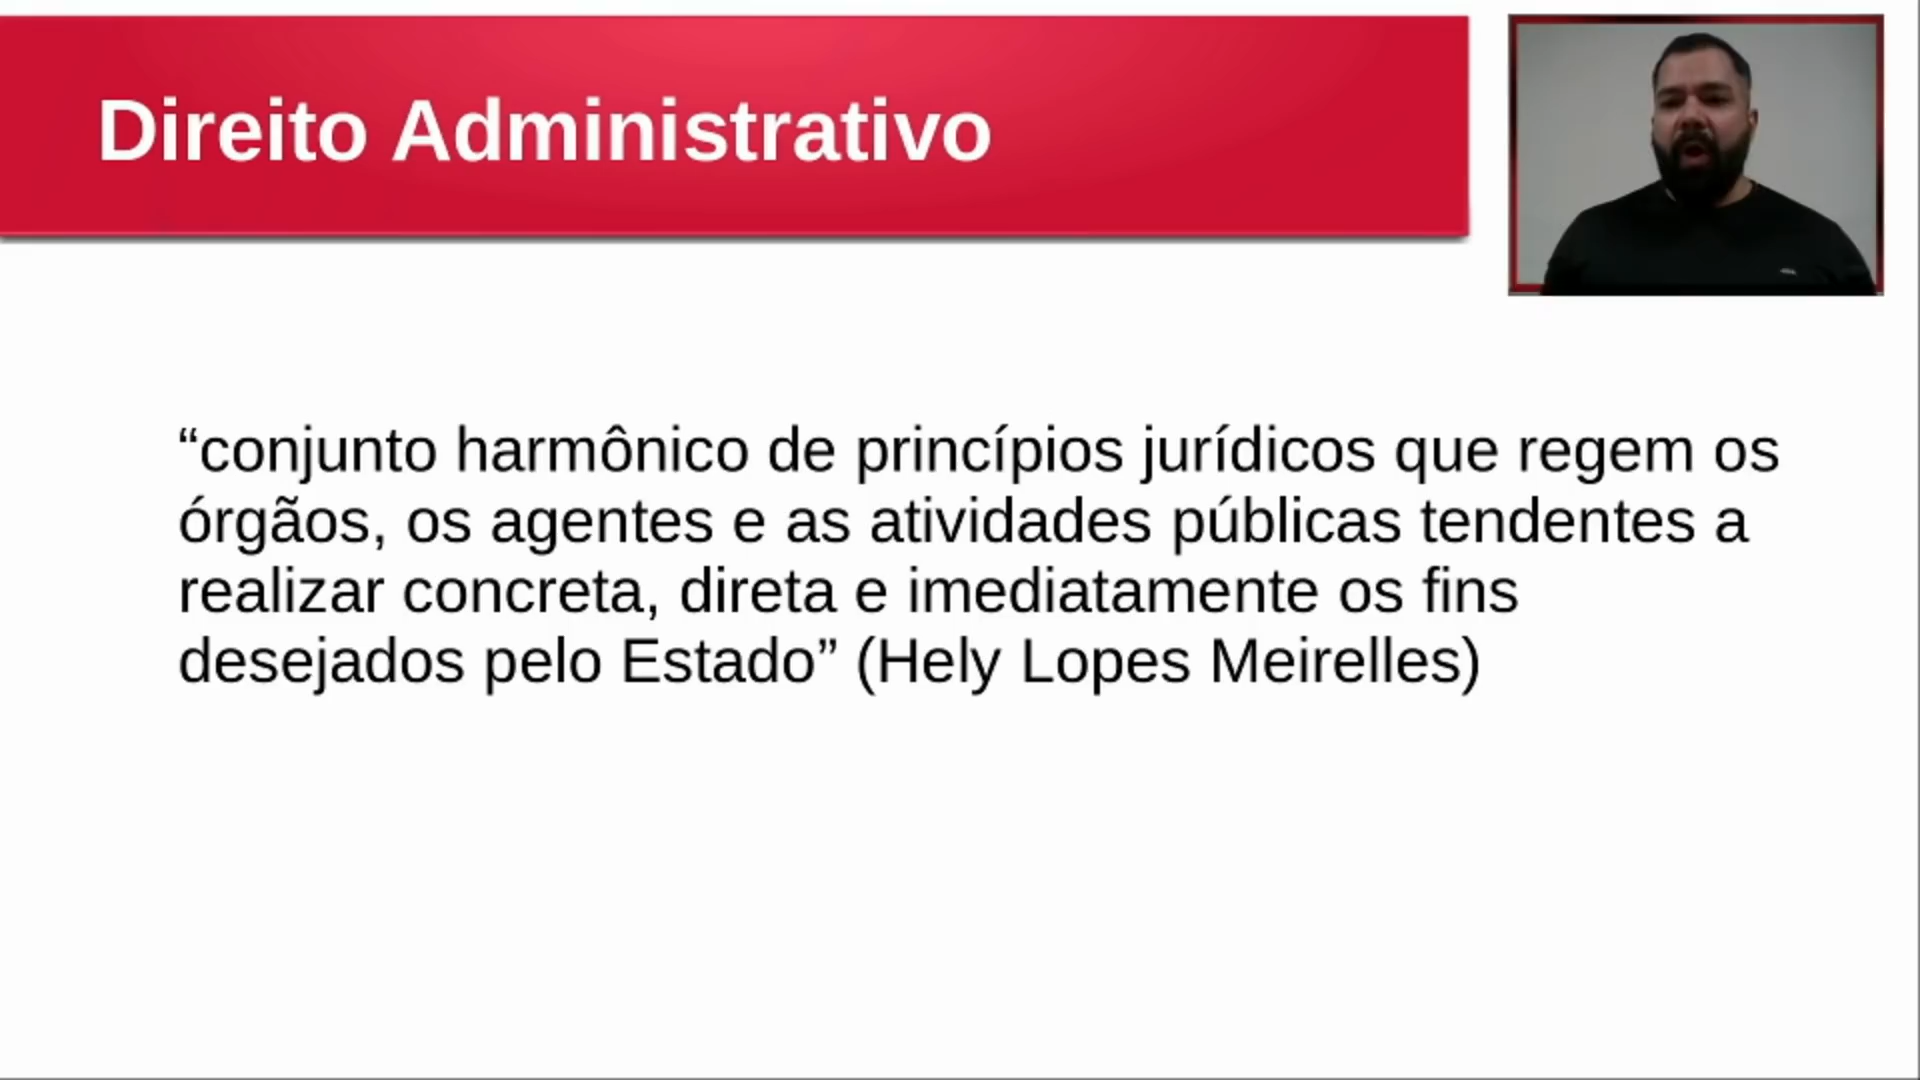 Direito Administrativo
“conjunto harmônico de princípios jurídicos que regem os
órgãos, os agentes e as atividades públicas tendentes a
realizar concreta, direta e imediatamente os fins
desejados pelo Estado” (Hely Lopes Meirelles)